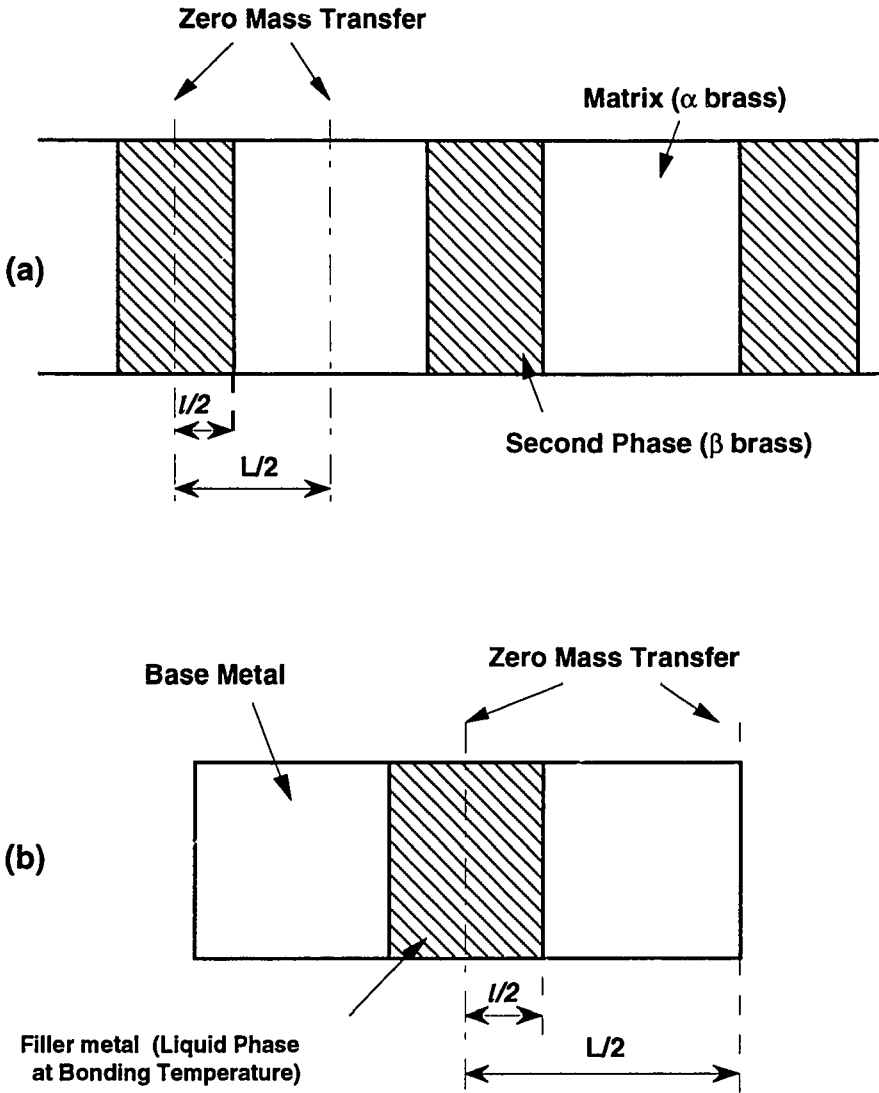 Zero Mass Transfer
Matrix (α brass)
(a)
l/2
L/2
Second Phase (β brass)
Zero Mass Transfer
Base Metal
(b)
l/2
L/2
Filler metal (Liquid Phase
at Bonding Temperature)